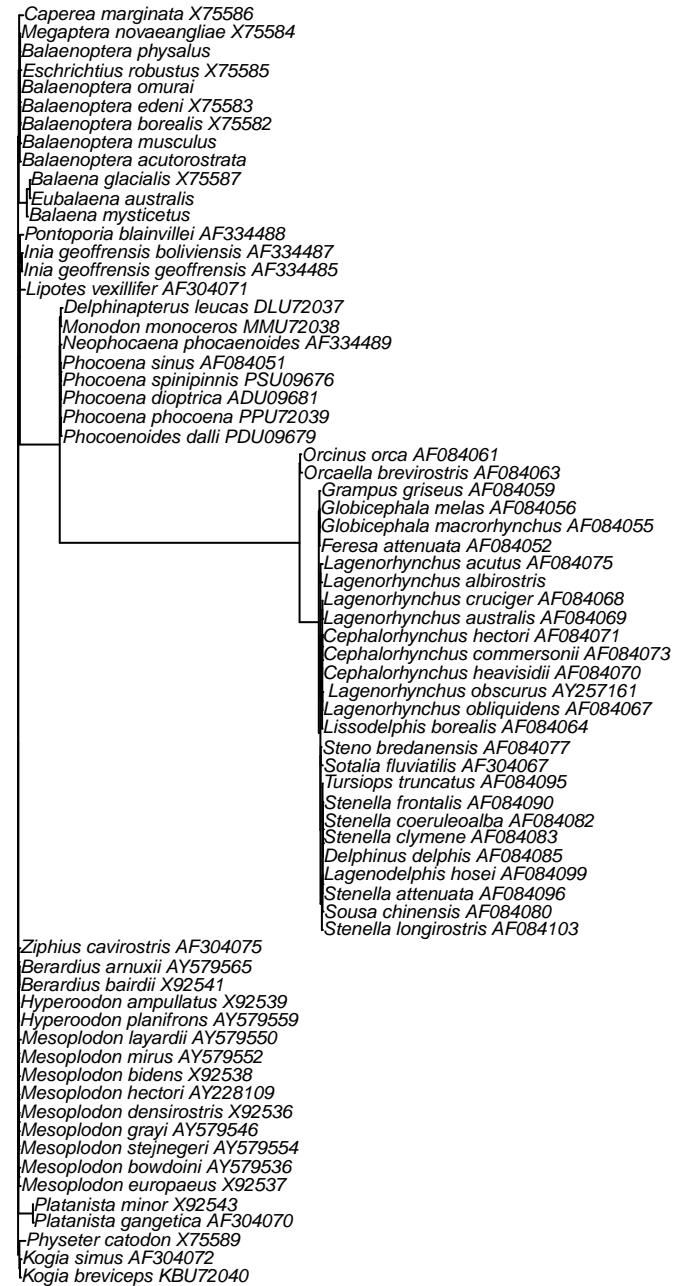 Caperea marginata X75586
Megaptera novaeangliae X75584
Balaenoptera physalus
Eschrichtius robustus X75585
Balaenoptera omurai
Balaenoptera edeni X75583
Balaenoptera borealis X75582
Balaenoptera musculus
Balaenoptera acutorostrata
Balaena glacialis X75587
Eubalaena australis
Balaena mysticetus
Pontoporia blainvillei AF334488
Inia geoffrensis boliviensis AF334487
Inia geoffrensis geoffrensis AF334485
Lipotes vexillifer AF304071
Delphinapterus leucas DLU72037
Monodon monoceros MMU72038
Neophocaena phocaenoides AF334489
Phocoena sinus AF084051
Phocoena spinipinnis PSU09676
Phocoena dioptrica ADU09681
Phocoena phocoena PPU72039
Phocoenoides dalli PDU09679
Orcinus orca AF084061
Orcaella brevirostris AF084063
Grampus griseus AF084059
Globicephala melas AF084056
Globicephala macrorhynchus AF084055
Feresa attenuata AF084052
Lagenorhynchus acutus AF084075
Lagenorhynchus albirostris
Lagenorhynchus cruciger AF084068
Lagenorhynchus australis AF084069
Cephalorhynchus hectori AF084071
Cephalorhynchus commersonii AF084073
Cephalorhynchus heavisidii AF084070
Lagenorhynchus obscurus AY257161
Lagenorhynchus obliquidens AF084067
Lissodelphis borealis AF084064
Steno bredanensis AF084077
Sotalia fluviatilis AF304067
Tursiops truncatus AF084095
Stenella frontalis AF084090
Stenella coeruleoalba AF084082
Stenella clymene AF084083
Delphinus delphis AF084085
Lagenodelphis hosei AF084099
Stenella attenuata AF084096
Sousa chinensis AF084080
Stenella longirostris AF084103
Ziphius cavirostris AF304075
Berardius arnuxii AY579565
Berardius bairdii X92541
Hyperoodon ampullatus X92539
Hyperoodon planifrons AY579559
Mesoplodon layardii AY579550
Mesoplodon mirus AY579552
Mesoplodon bidens X92538
Mesoplodon hectori AY228109
Mesoplodon densirostris X92536
Mesoplodon grayi AY579546
Mesoplodon stejnegeri AY579554
Mesoplodon bowdoini AY579536
Mesoplodon europaeus X92537
Platanista minor X92543
Platanista gangetica AF304070
Physeter catodon X75589
Kogia simus AF304072
Kogia breviceps KBU72040